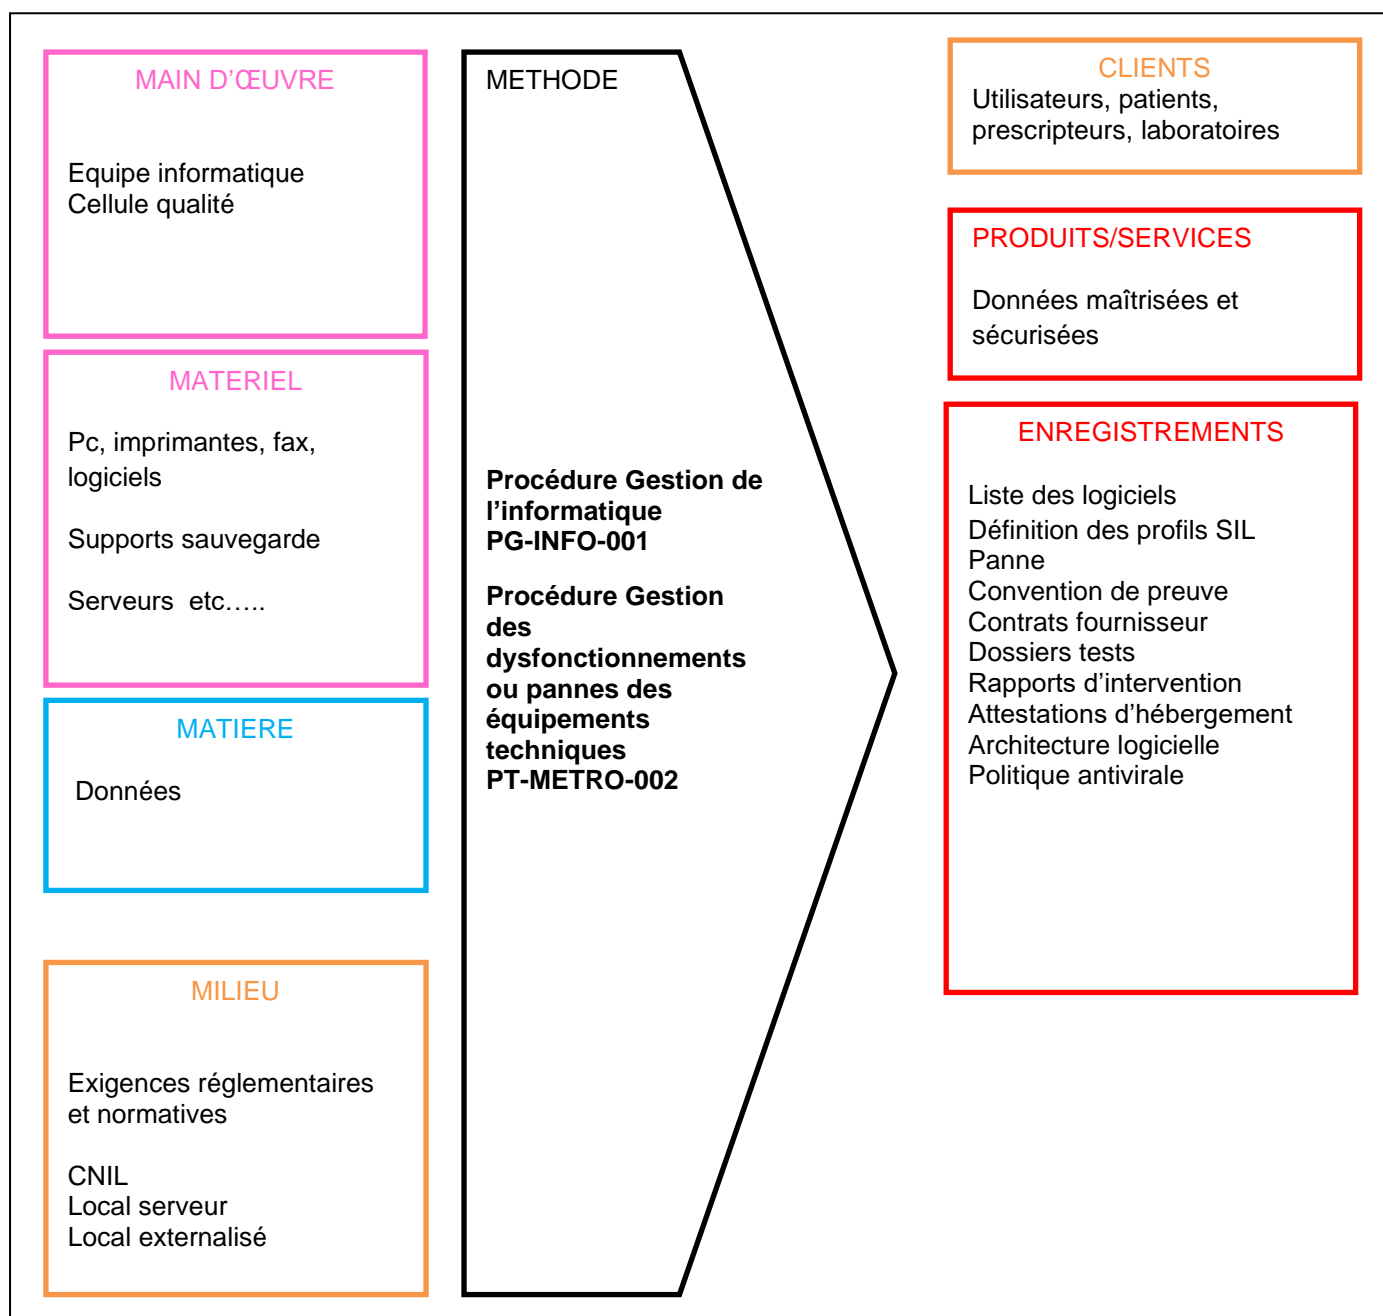 MAIN D'ŒUVRE
Equipe informatique
Cellule qualité
MATERIEL
Pc, imprimantes, fax,
logiciels
Supports sauvegarde
Serveurs  etc…..
MATIERE
Données
MILIEU
Exigences réglementaires
et normatives
CNIL
Local serveur
Local externalisé
METHODE
Procédure Gestion de
l’informatique
PG-INFO-001
Procédure Gestion
des
dysfonctionnements
ou pannes des
équipements
techniques
PT-METRO-002
CLIENTS
Utilisateurs, patients,
prescripteurs, laboratoires
PRODUITS/SERVICES
Données maîtrisées et
sécurisées
ENREGISTREMENTS
Liste des logiciels
Définition des profils SIL
Panne
Convention de preuve
Contrats fournisseur
Dossiers tests
Rapports d’intervention
Attestations d’hébergement
Architecture logicielle
Politique antivirale